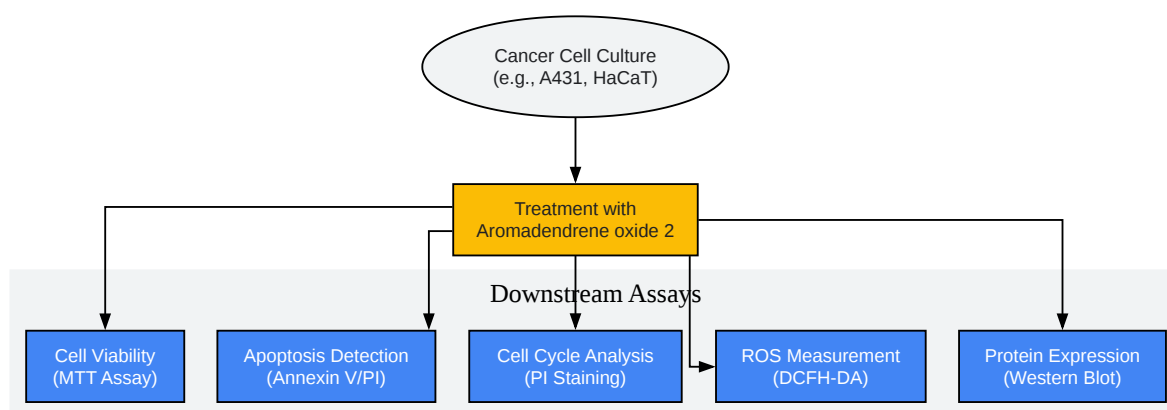 Cancer Cell Culture
(e.g., A431, HaCaT)
Treatment with
Aromadendrene oxide 2
Downstream Assays
Cell Viability
(MTT Assay)
Apoptosis Detection
(Annexin V/PI)
Cell Cycle Analysis
(PI Staining)
ROS Measurement
(DCFH-DA)
Protein Expression
(Western Blot)